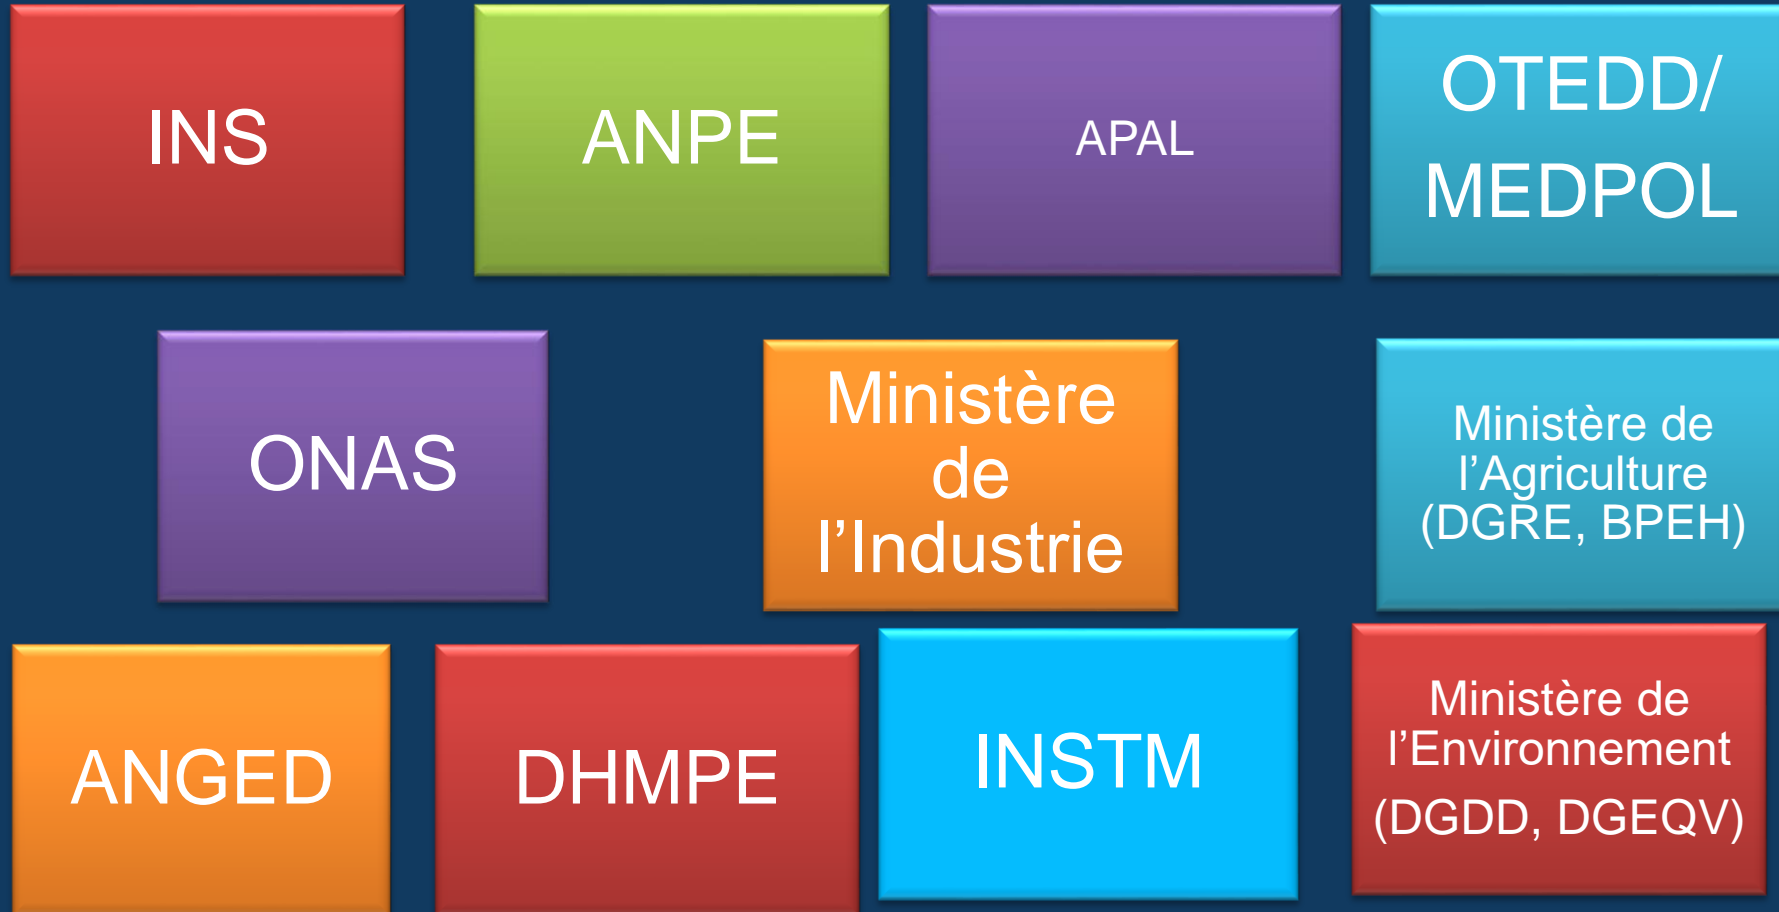 INS
ANPE
APAL
OTEDD/
MEDPOL
ONAS
Ministère
de
l’Industrie
Ministère de
l’Agriculture
(DGRE, BPEH)
ANGED
DHMPE
INSTM
Ministère de
l’Environnement
(DGDD, DGEQV)